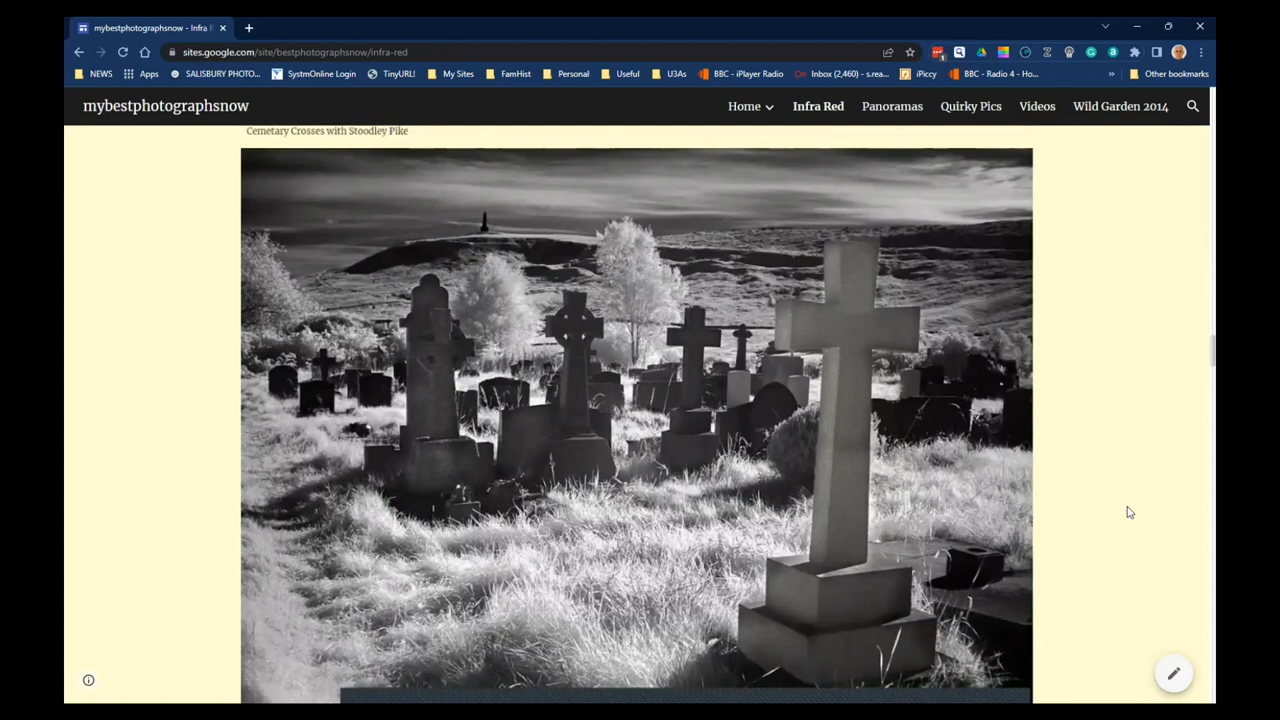 mybestphotographsnow - Infra
sites.google.com/site/bestphotographsnow/infra-red
1
NEWS Apps SALISBURY PHOTO... SystmOnline Login TinyURL! My Sites FamHist Personal Useful U3As BBC - iPlayer Radio Inbox (2,460) - s.rea... iPiccy BBC - Radio 4 - Ho... » Other bookmarks
mybestphotographsnow Home Infra Red Panoramas Quirky Pics Videos Wild Garden 2014
Cemetary Crosses with Stoodley Pike